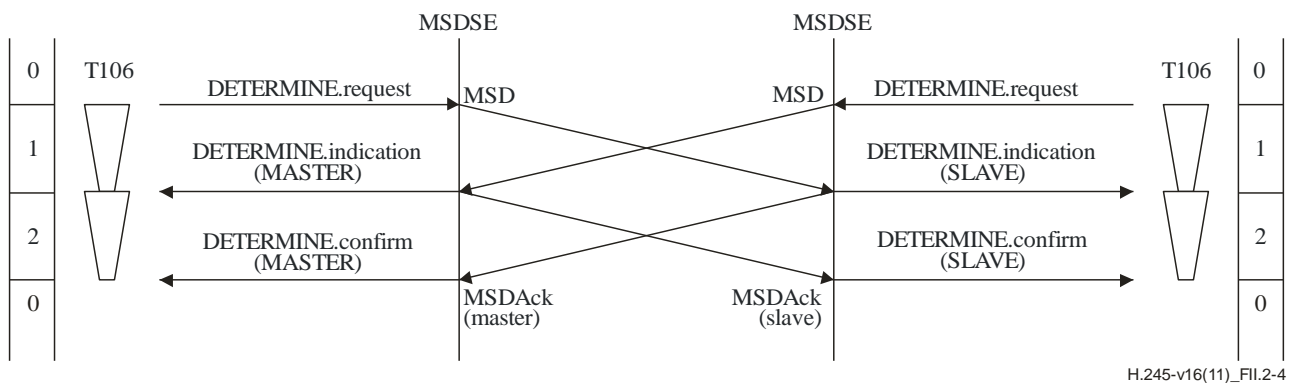 MSDSE MSDSE
0 T106 T106 0
DETERMINE.request MSD MSD DETERMINE.request
1 DETERMINE.indication DETERMINE.indication 1
(MASTER) (SLAVE)
2 DETERMINE.confirm DETERMINE.confirm 2
(MASTER) (SLAVE)
0 MSDAck MSDAck 0
(master) (slave)
H.245-v16(11)_FII.2-4